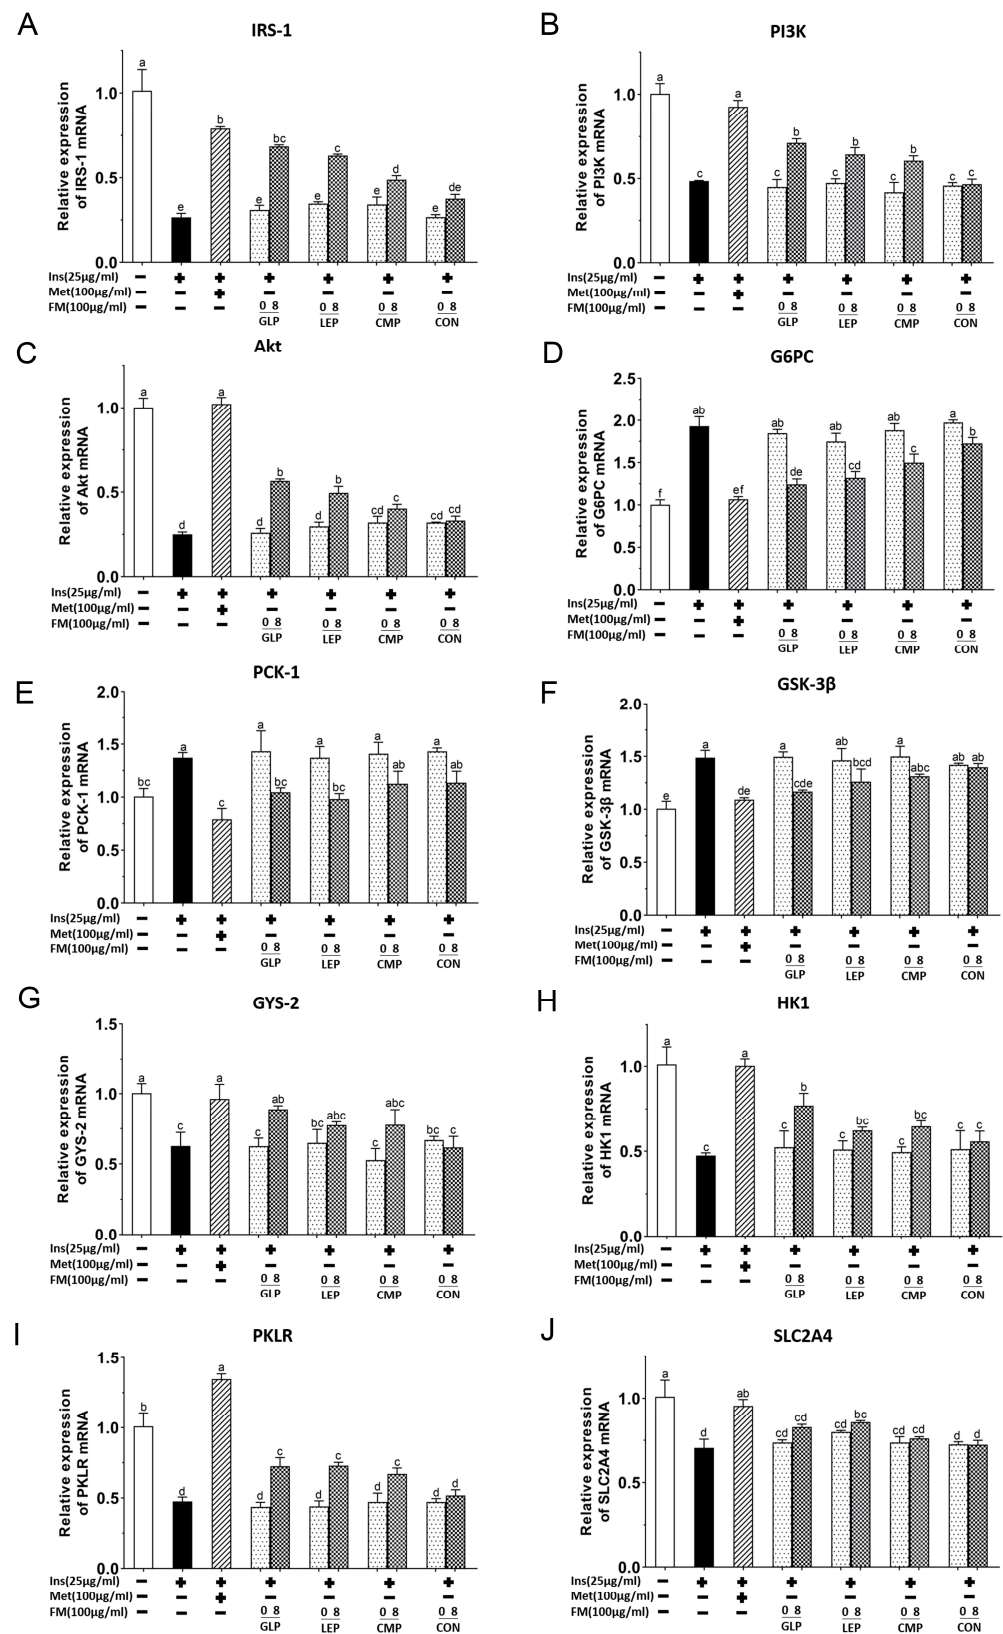 A
IRS-1
Relative expression
of IRS-1 mRNA
1.0
0.5
0.0
a
e
b
e bc
e c
e d
e de
Ins(25μg/ml)
Met(100μg/ml)
FM(100μg/ml)
0 8 0 8 0 8 0 8
GLP LEP CMP CON
B
PI3K
Relative expression
of PI3K mRNA
1.0
0.5
0.0
a
c
a
c b
c b
c b
c c
Ins(25μg/ml)
Met(100μg/ml)
FM(100μg/ml)
0 8 0 8 0 8 0 8
GLP LEP CMP CON
C
Akt
Relative expression
of Akt mRNA
1.0
0.5
0.0
a
d
a
d b
d b
cd c
cd cd
Ins(25μg/ml)
Met(100μg/ml)
FM(100μg/ml)
0 8 0 8 0 8 0 8
GLP LEP CMP CON
D
G6PC
Relative expression
of G6PC mRNA
2.5
2.0
1.5
1.0
0.5
0.0
f
ab
ef
ab de
ab cd
ab c
a b
Ins(25μg/ml)
Met(100μg/ml)
FM(100μg/ml)
0 8 0 8 0 8 0 8
GLP LEP CMP CON
E
PCK-1
Relative expression
of PCK-1 mRNA
2.0
1.5
1.0
0.5
0.0
bc
a
c
a bc
a bc
a ab
a ab
Ins(25μg/ml)
Met(100μg/ml)
FM(100μg/ml)
0 8 0 8 0 8 0 8
GLP LEP CMP CON
F
GSK-3β
Relative expression
of GSK-3β mRNA
2.0
1.5
1.0
0.5
0.0
e
a
de
a cde
ab bcd
a abc
ab ab
Ins(25μg/ml)
Met(100μg/ml)
FM(100μg/ml)
0 8 0 8 0 8 0 8
GLP LEP CMP CON
G
GYS-2
Relative expression
of GYS-2 mRNA
1.5
1.0
0.5
0.0
a
c
a
c ab
bc abc
c abc
bc c
Ins(25μg/ml)
Met(100μg/ml)
FM(100μg/ml)
0 8 0 8 0 8 0 8
GLP LEP CMP CON
H
HK1
Relative expression
of HK1 mRNA
1.0
0.5
0.0
a
c
a
c b
c bc
c bc
c c
Ins(25μg/ml)
Met(100μg/ml)
FM(100μg/ml)
0 8 0 8 0 8 0 8
GLP LEP CMP CON
I
PKLR
Relative expression
of PKLR mRNA
1.5
1.0
0.5
0.0
b
d
a
d c
d c
d c
d d
Ins(25μg/ml)
Met(100μg/ml)
FM(100μg/ml)
0 8 0 8 0 8 0 8
GLP LEP CMP CON
J
SLC2A4
Relative expression
of SLC2A4 mRNA
1.0
0.5
0.0
a
d
ab
cd cd
cd bc
cd cd
d d
Ins(25μg/ml)
Met(100μg/ml)
FM(100μg/ml)
0 8 0 8 0 8 0 8
GLP LEP CMP CON